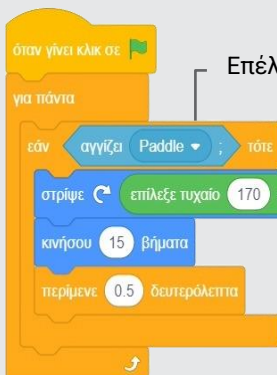 όταν γίνει κλικ σε
Επέλ
για πάντα
εάν αγγίζει Paddle ; τότε
στρίψε επίλεξε τυχαίο 170
κινήσου 15 βήματα
περίμενε 0.5 δευτερόλεπτα